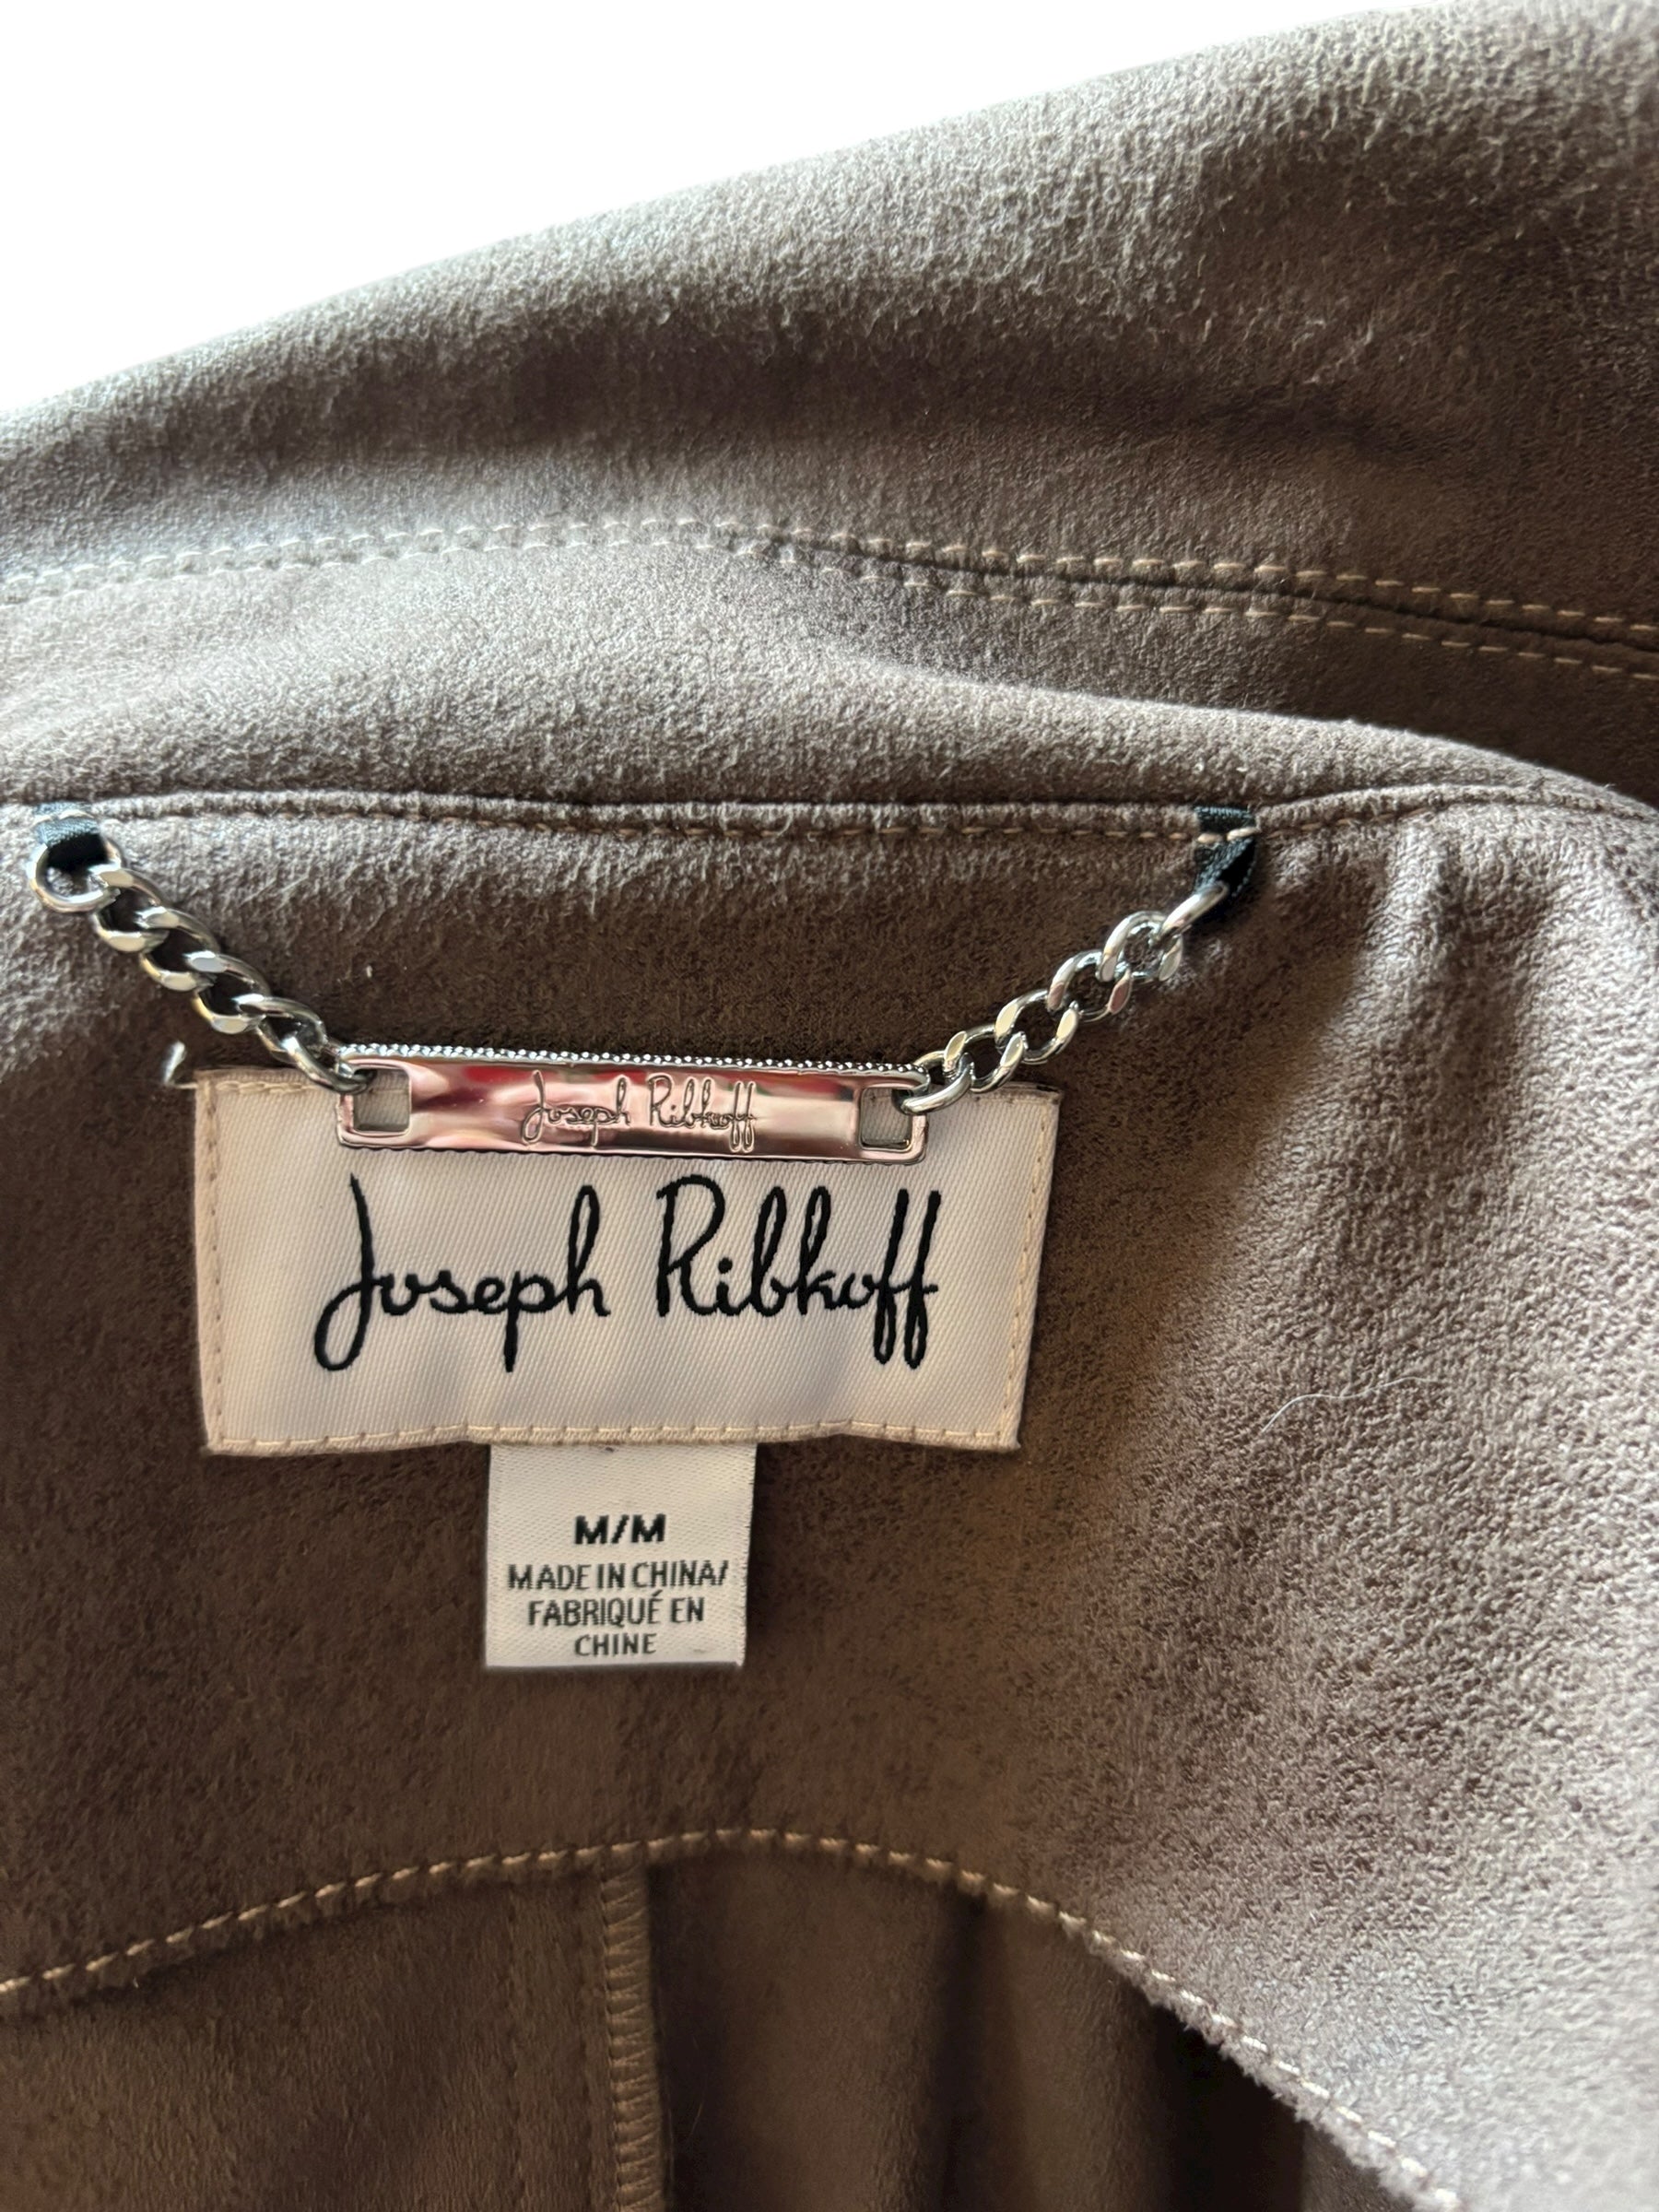 Joseph Ribkoff
Joseph Ribkoff
M/M
MADE IN CHINA/
FABRIQUÉ EN
CHINE